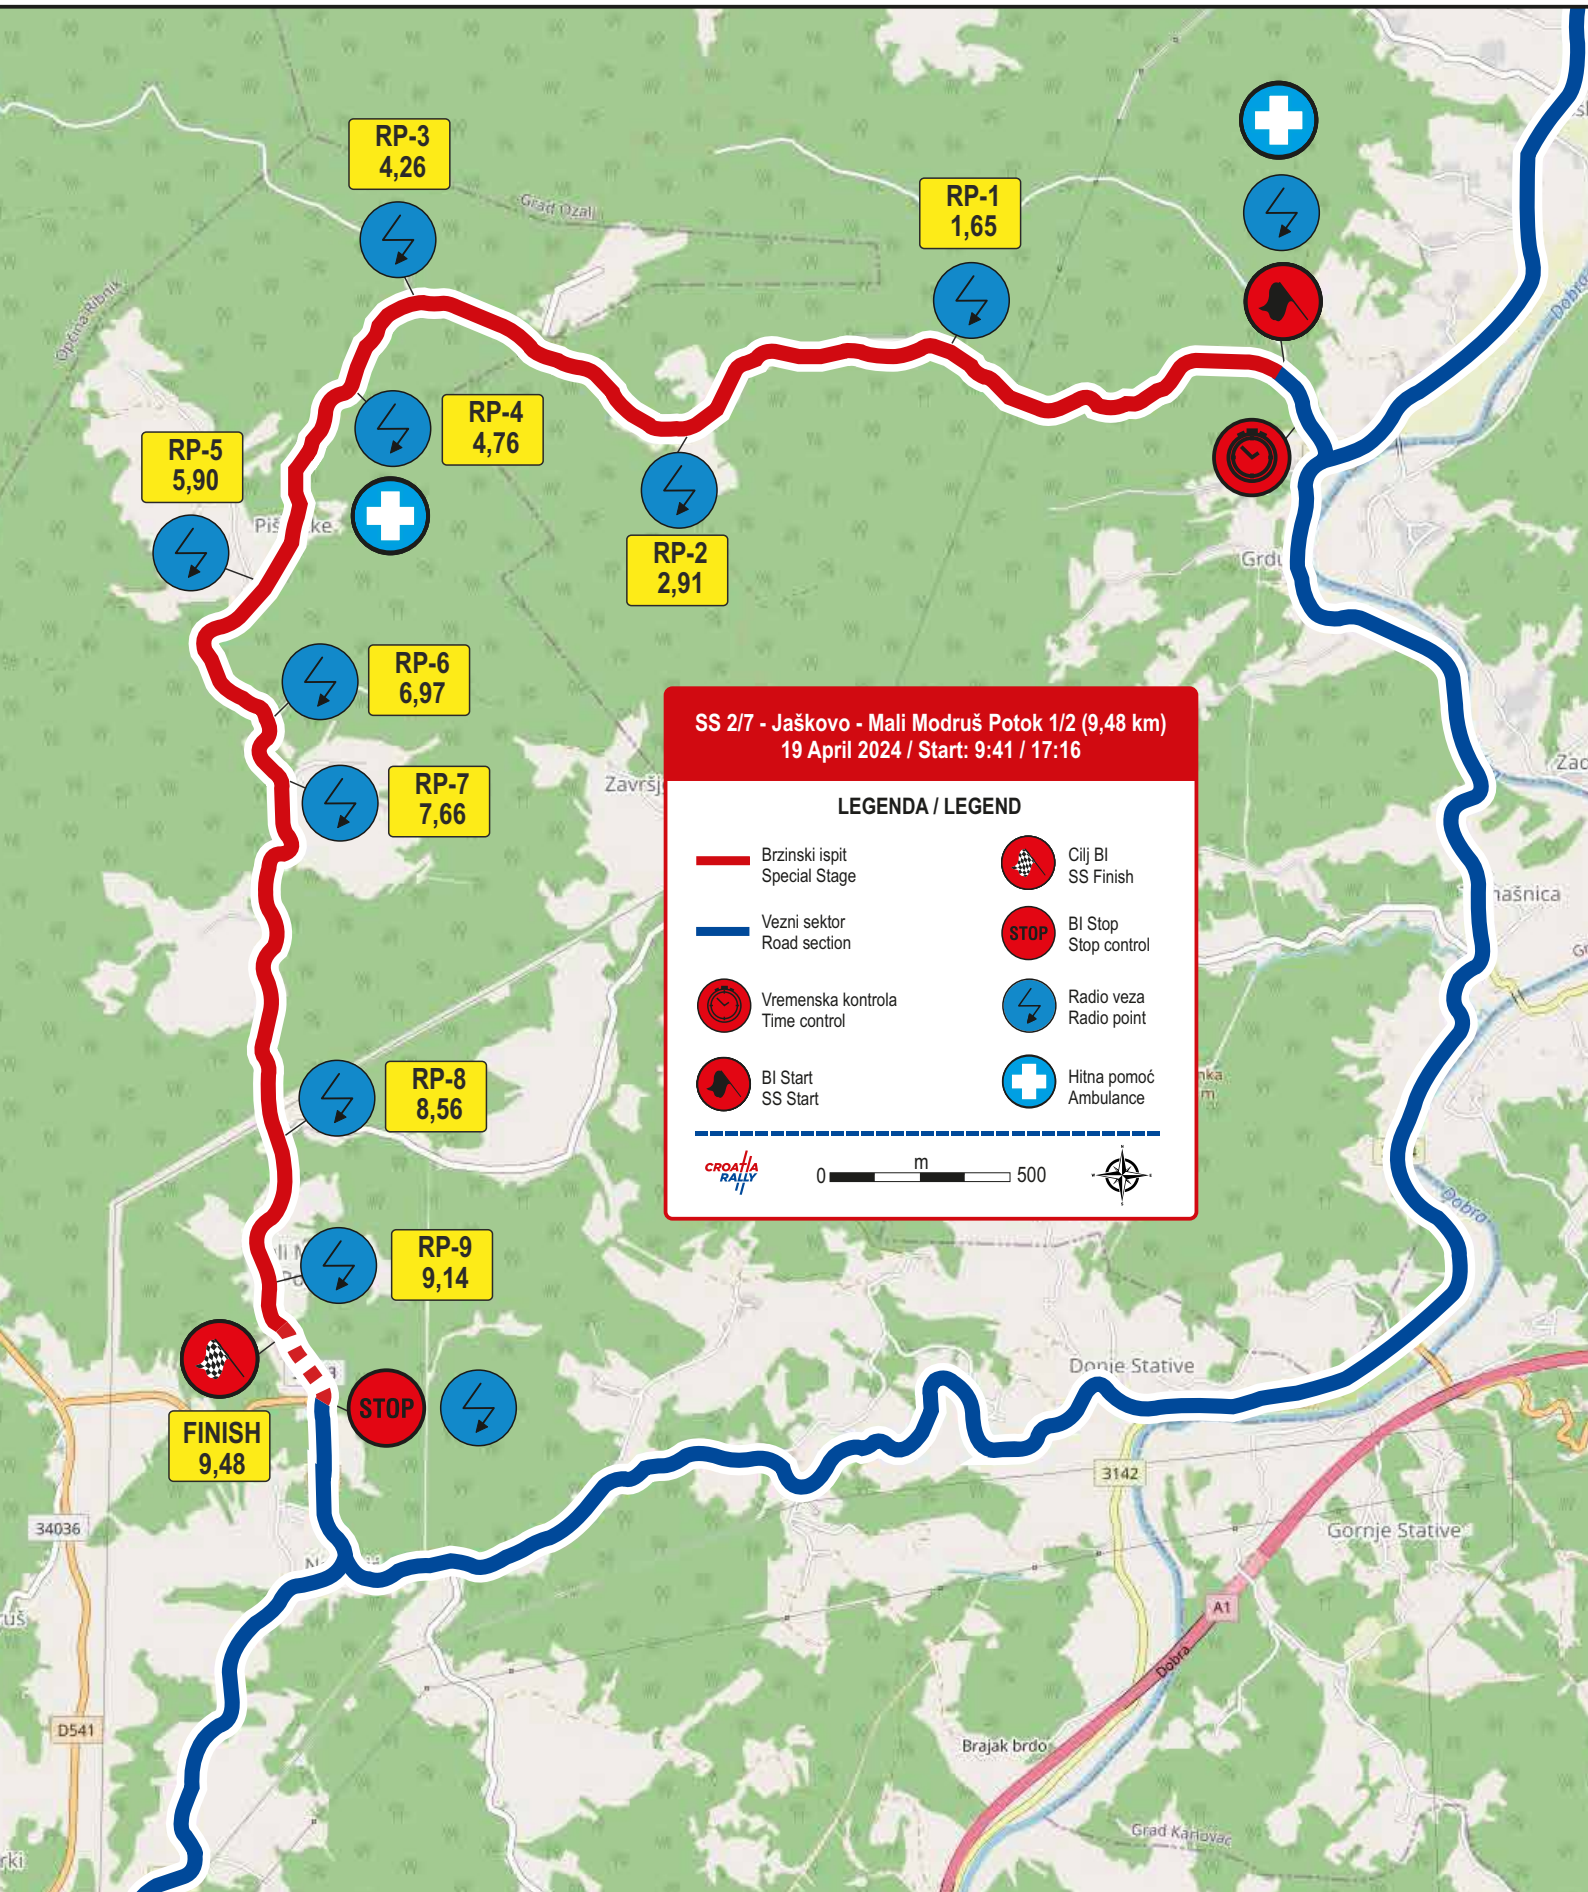 RP-3
4,26
Grad Ozalj
RP-1
1,65
Općina Ribnik
Dobra
RP-4
4,76
RP-5
5,90
RP-2
2,91
RP-6
6,97
RP-7
7,66
SS 2/7 - Jaškovo - Mali Modruš Potok 1/2 (9,48 km)
19 April 2024 / Start: 9:41 / 17:16
LEGENDA / LEGEND
Brzinski ispit
Special Stage
Cilj BI
SS Finish
Vezni sektor
Road section
STOP
BI Stop
Stop control
Vremenska kontrola
Time control
Radio veza
Radio point
BI Start
SS Start
Hitna pomoć
Ambulance
CROATIA
RALLY
0
m
500
RP-8
8,56
Dobra
RP-9
9,14
Donje Stative
STOP
FINISH
9,48
3142
34036
Gornje Stative
A1
Dobra
D541
Brajak brdo
Grad Karlovac